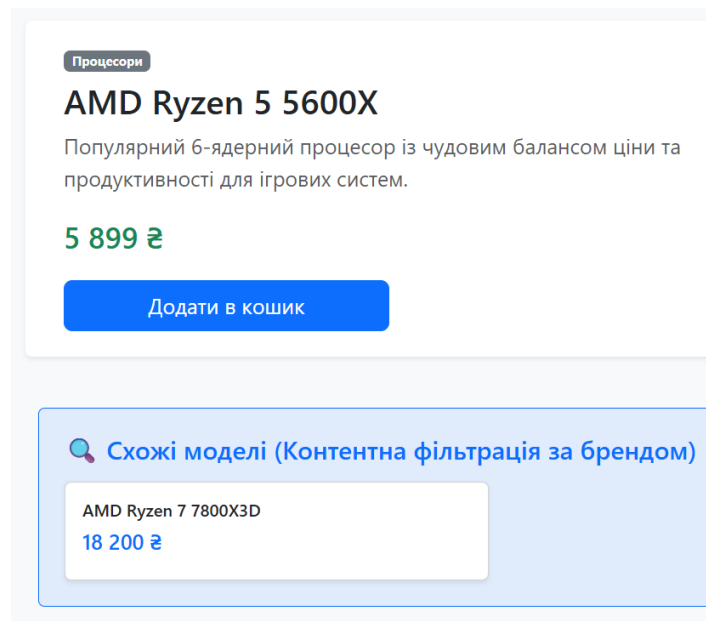 Процесори
AMD Ryzen 5 5600X
Популярний 6-ядерний процесор із чудовим балансом ціни та
продуктивності для ігрових систем.
5 899 ₴
Додати в кошик
Схожі моделі (Контентна фільтрація за брендом)
AMD Ryzen 7 7800X3D
18 200 ₴